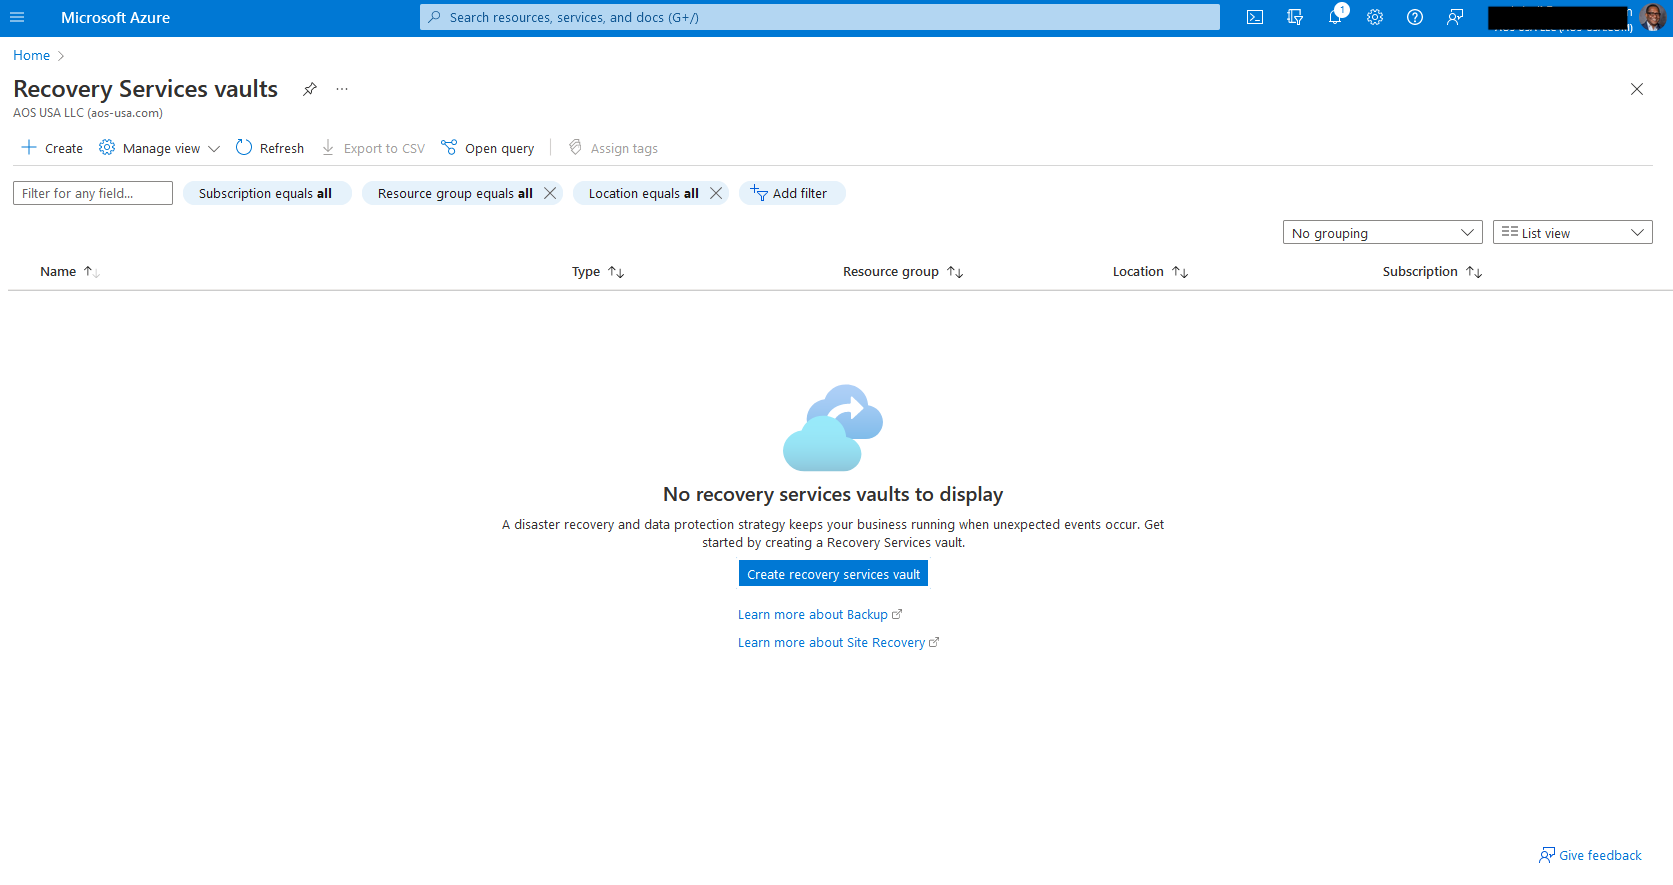 Microsoft Azure
Search resources, services, and docs (G+/)
1
Home
Recovery Services vaults
AOS USA LLC (aos-usa.com)
Create
Manage view
Refresh
Export to CSV
Open query
Assign tags
Filter for any field...
Subscription equals all
Resource group equals all
Location equals all
Add filter
No grouping
List view
Name
Type
Resource group
Location
Subscription
No recovery services vaults to display
A disaster recovery and data protection strategy keeps your business running when unexpected events occur. Get
started by creating a Recovery Services vault.
Create recovery services vault
Learn more about Backup
Learn more about Site Recovery
Give feedback